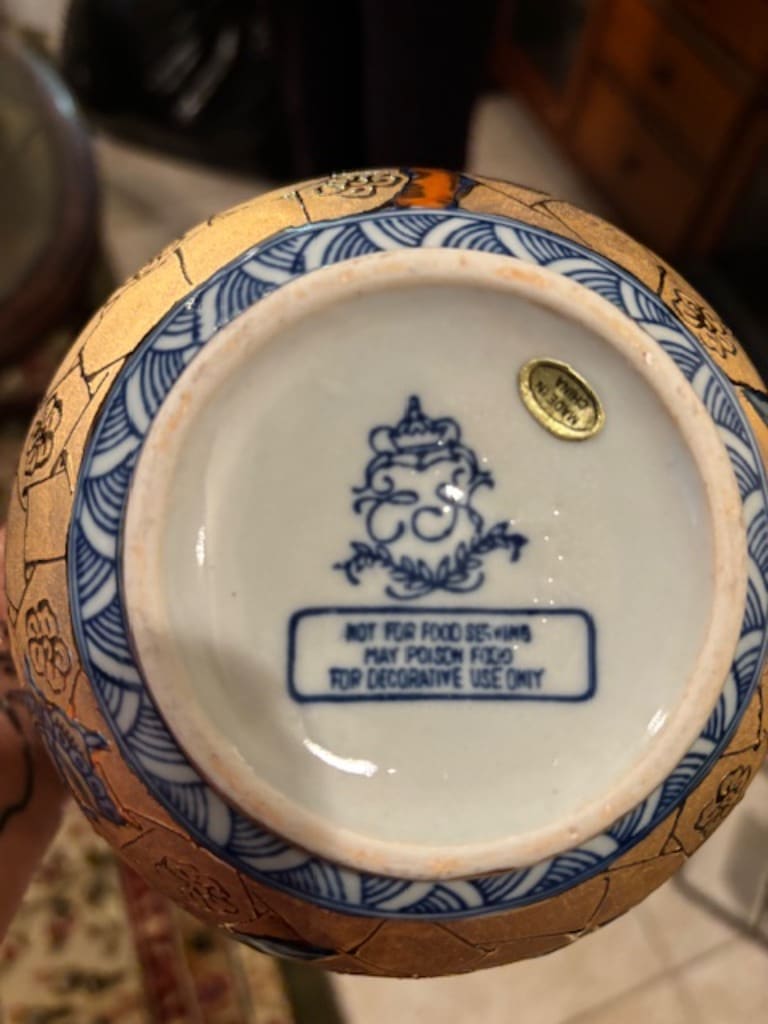 MADE IN
CHINA
NOT FOR FOOD SERVING
MAY POISON FOOD
FOR DECORATIVE USE ONLY